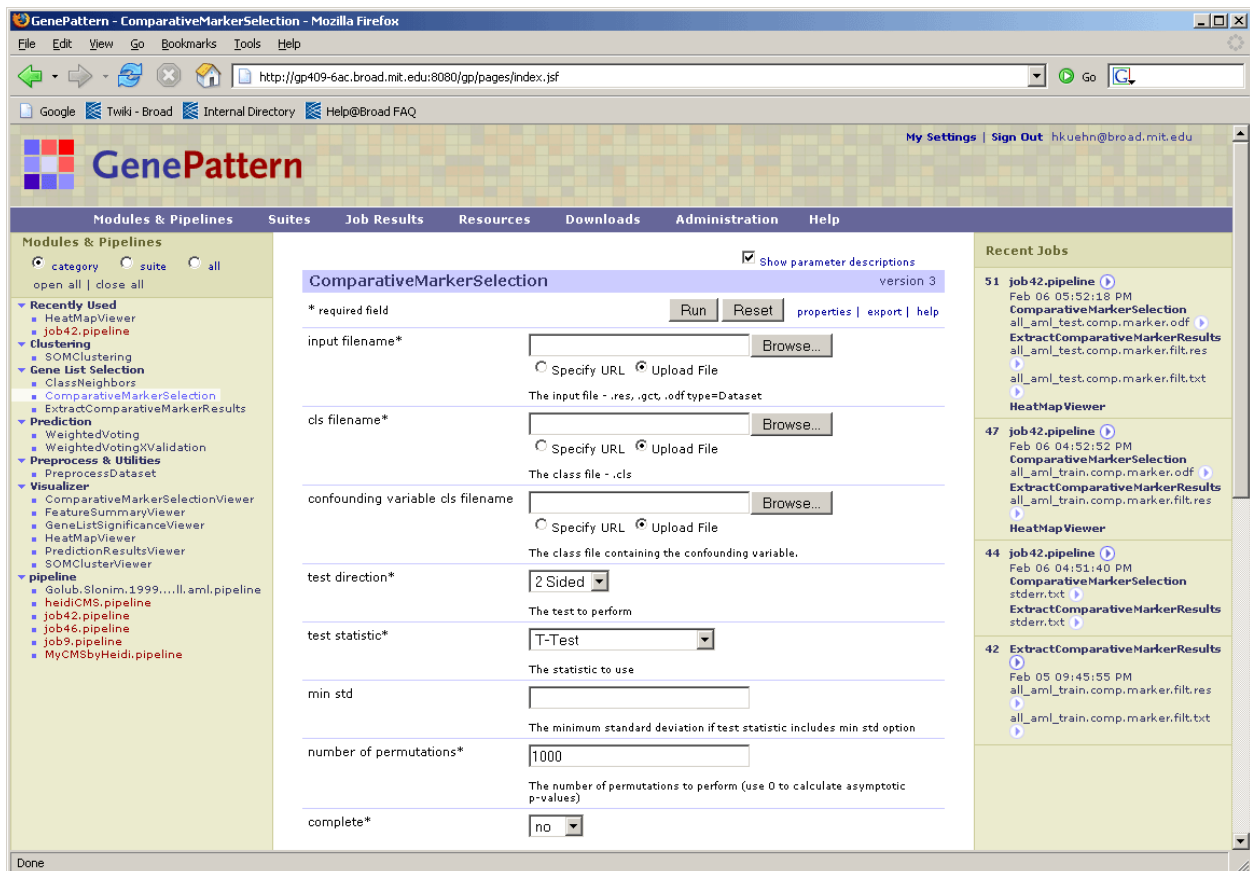 GenePattern - ComparativeMarkerSelection - Mozilla Firefox
File Edit View Go Bookmarks Tools Help
http://gp409-6ac.broad.mit.edu:8080/gp/pages/index.jsf
Go
G
Google Twiki - Broad Internal Directory Help@Broad FAQ
My Settings | Sign Out hkuehn@broad.mit.edu
GenePattern
Modules & Pipelines Suites Job Results Resources Downloads Administration Help
Modules & Pipelines
category suite all
open all | close all
Recently Used
HeatMapViewer
job42.pipeline
Clustering
SOMClustering
Gene List Selection
ClassNeighbors
ComparativeMarkerSelection
ExtractComparativeMarkerResults
Prediction
WeightedVoting
WeightedVotingXValidation
Preprocess & Utilities
PreprocessDataset
Visualizer
ComparativeMarkerSelectionViewer
FeatureSummaryViewer
GeneListSignificanceViewer
HeatMapViewer
PredictionResultsViewer
SOMClusterViewer
pipeline
Golub.Slonim.1999....ll.aml.pipeline
heidiCMS.pipeline
job42.pipeline
job46.pipeline
job9.pipeline
MyCMSbyHeidi.pipeline
Show parameter descriptions
ComparativeMarkerSelection version 3
* required field Run Reset properties | export | help
input filename* Browse...
Specify URL Upload File
The input file - .res, .gct, .odf type=Dataset
cls filename* Browse...
Specify URL Upload File
The class file - .cls
confounding variable cls filename Browse...
Specify URL Upload File
The class file containing the confounding variable.
test direction* 2 Sided
The test to perform
test statistic* T-Test
The statistic to use
min std
The minimum standard deviation if test statistic includes min std option
number of permutations* 1000
The number of permutations to perform (use 0 to calculate asymptotic
p-values)
complete* no
Recent Jobs
51 job42.pipeline
Feb 06 05:52:18 PM
ComparativeMarkerSelection
all_aml_test.comp.marker.odf
ExtractComparativeMarkerResults
all_aml_test.comp.marker.filt.res
all_aml_test.comp.marker.filt.txt
HeatMapViewer
47 job42.pipeline
Feb 06 04:52:52 PM
ComparativeMarkerSelection
all_aml_train.comp.marker.odf
ExtractComparativeMarkerResults
all_aml_train.comp.marker.filt.res
HeatMapViewer
44 job42.pipeline
Feb 06 04:51:40 PM
ComparativeMarkerSelection
stderr.txt
ExtractComparativeMarkerResults
stderr.txt
42 ExtractComparativeMarkerResults
Feb 05 09:45:55 PM
all_aml_train.comp.marker.filt.res
all_aml_train.comp.marker.filt.txt
Done